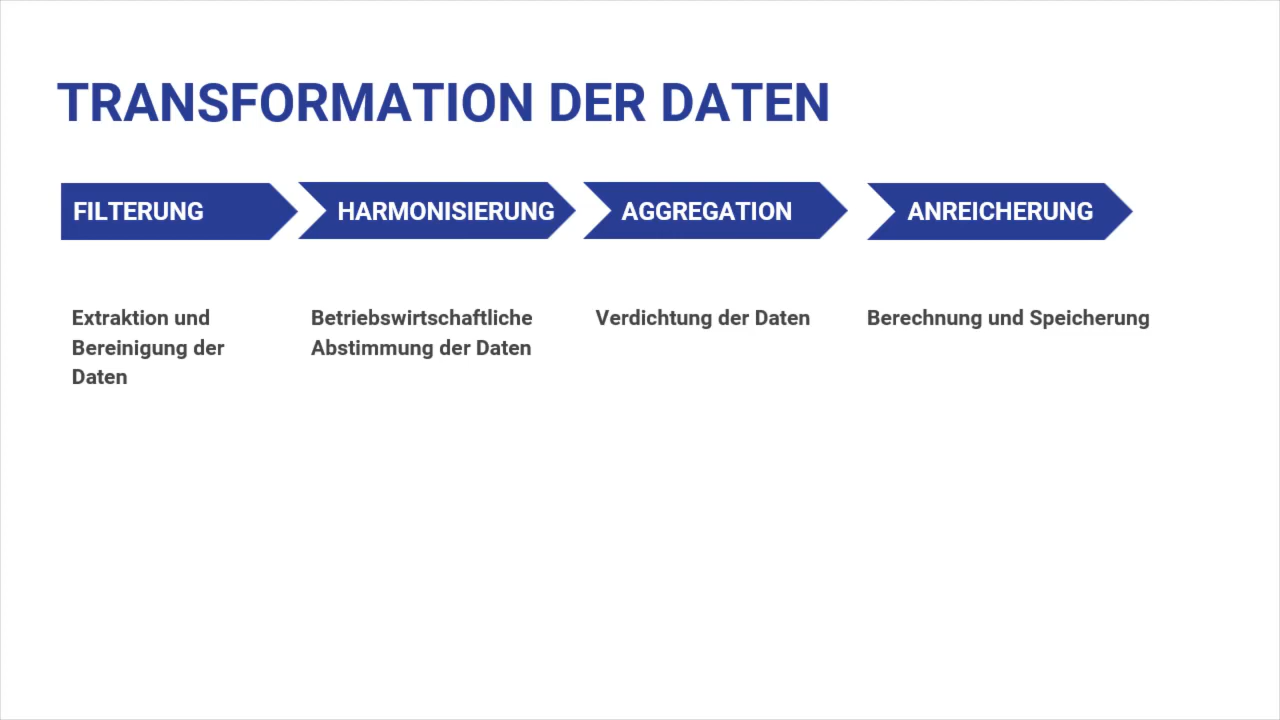 TRANSFORMATION DER DATEN
FILTERUNG
HARMONISIERUNG
AGGREGATION
ANREICHERUNG
Extraktion und
Bereinigung der
Daten
Betriebswirtschaftliche
Abstimmung der Daten
Verdichtung der Daten
Berechnung und Speicherung